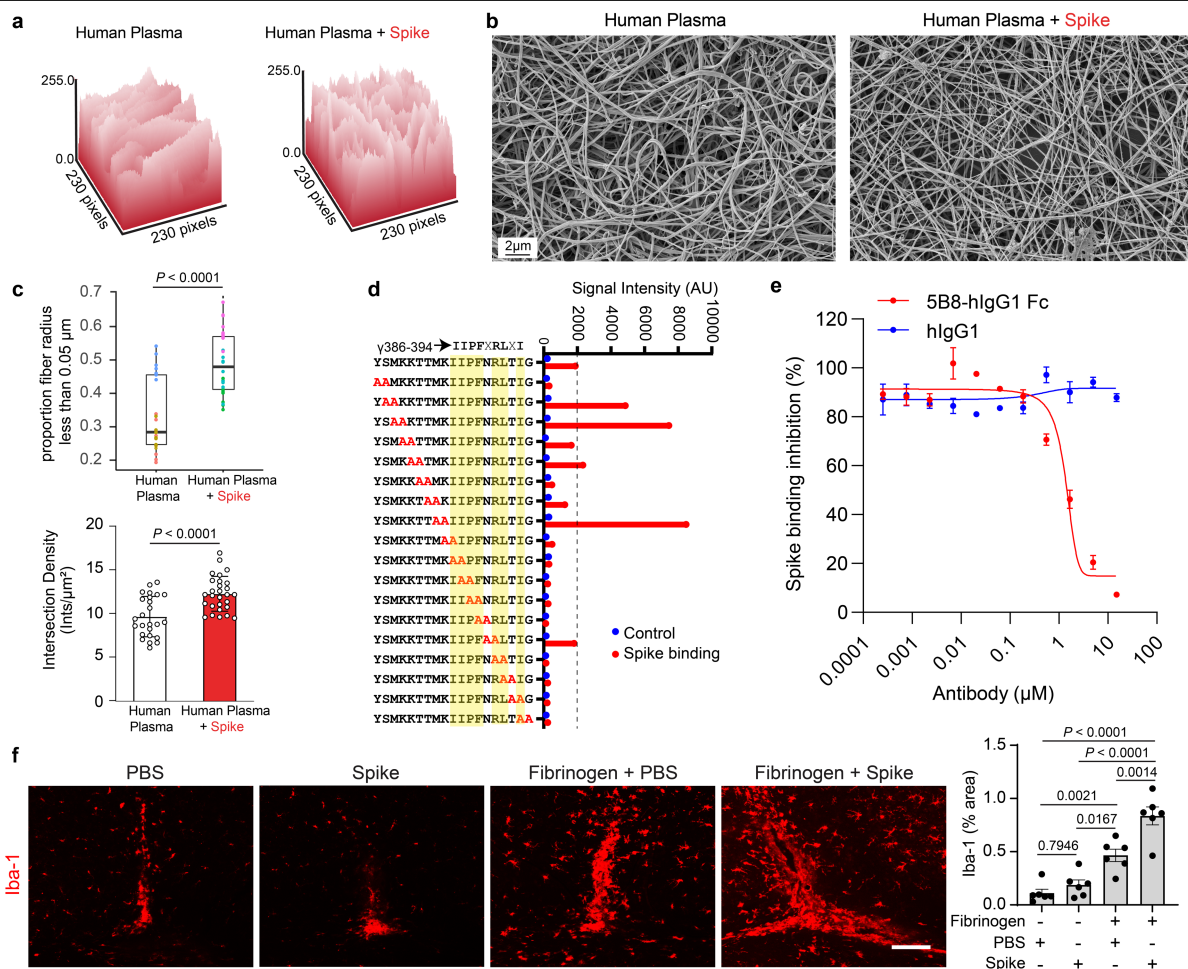 a
Human Plasma
Human Plasma + Spike
255.0
0.0
230 pixels
230 pixels
255.0
0.0
230 pixels
230 pixels
b
Human Plasma
Human Plasma + Spike
2µm
c
P < 0.0001
proportion fiber radius
less than 0.05 µm
0.7
0.6
0.5
0.4
0.3
0.2
Human
Plasma
Human Plasma
+ Spike
P < 0.0001
Intersection Density
(Ints/µm²)
20
15
10
5
0
Human
Plasma
Human Plasma
+ Spike
d
Signal Intensity (AU)
0
2000
4000
6000
8000
10000
γ386-394
IIPFXRLXI
YSMKKTTMKIIPFNRLTIG
AAMKKTTMKIIPFNRLTIG
YAAKKTTMKIIPFNRLTIG
YSAAKTTMKIIPFNRLTIG
YSMAATTMKIIPFNRLTIG
YSMKAATMKIIPFNRLTIG
YSMKKAAMKIIPFNRLTIG
YSMKKTAAKIIPFNRLTIG
YSMKKTTAAIIPFNRLTIG
YSMKKTTMAAIPFNRLTIG
YSMKKTTMKAAPFNRLTIG
YSMKKTTMKIAAFNRLTIG
YSMKKTTMKIIAANRLTIG
YSMKKTTMKIIPAARLTIG
YSMKKTTMKIIPFAALTIG
YSMKKTTMKIIPFNAATIG
YSMKKTTMKIIPFNRAAIG
YSMKKTTMKIIPFNRLAAG
YSMKKTTMKIIPFNRLTAA
Control
Spike binding
e
5B8-hIgG1 Fc
hIgG1
Spike binding inhibition (%)
120
100
80
60
40
20
0
0.0001
0.001
0.01
0.1
1
10
100
Antibody (µM)
f
PBS
Spike
Fibrinogen + PBS
Fibrinogen + Spike
Iba-1
P < 0.0001
P < 0.0001
0.0014
0.0021
0.0167
0.7946
Iba-1 (% area)
1.5
1.0
0.5
0.0
Fibrinogen - - + +
PBS + - + -
Spike - + - +